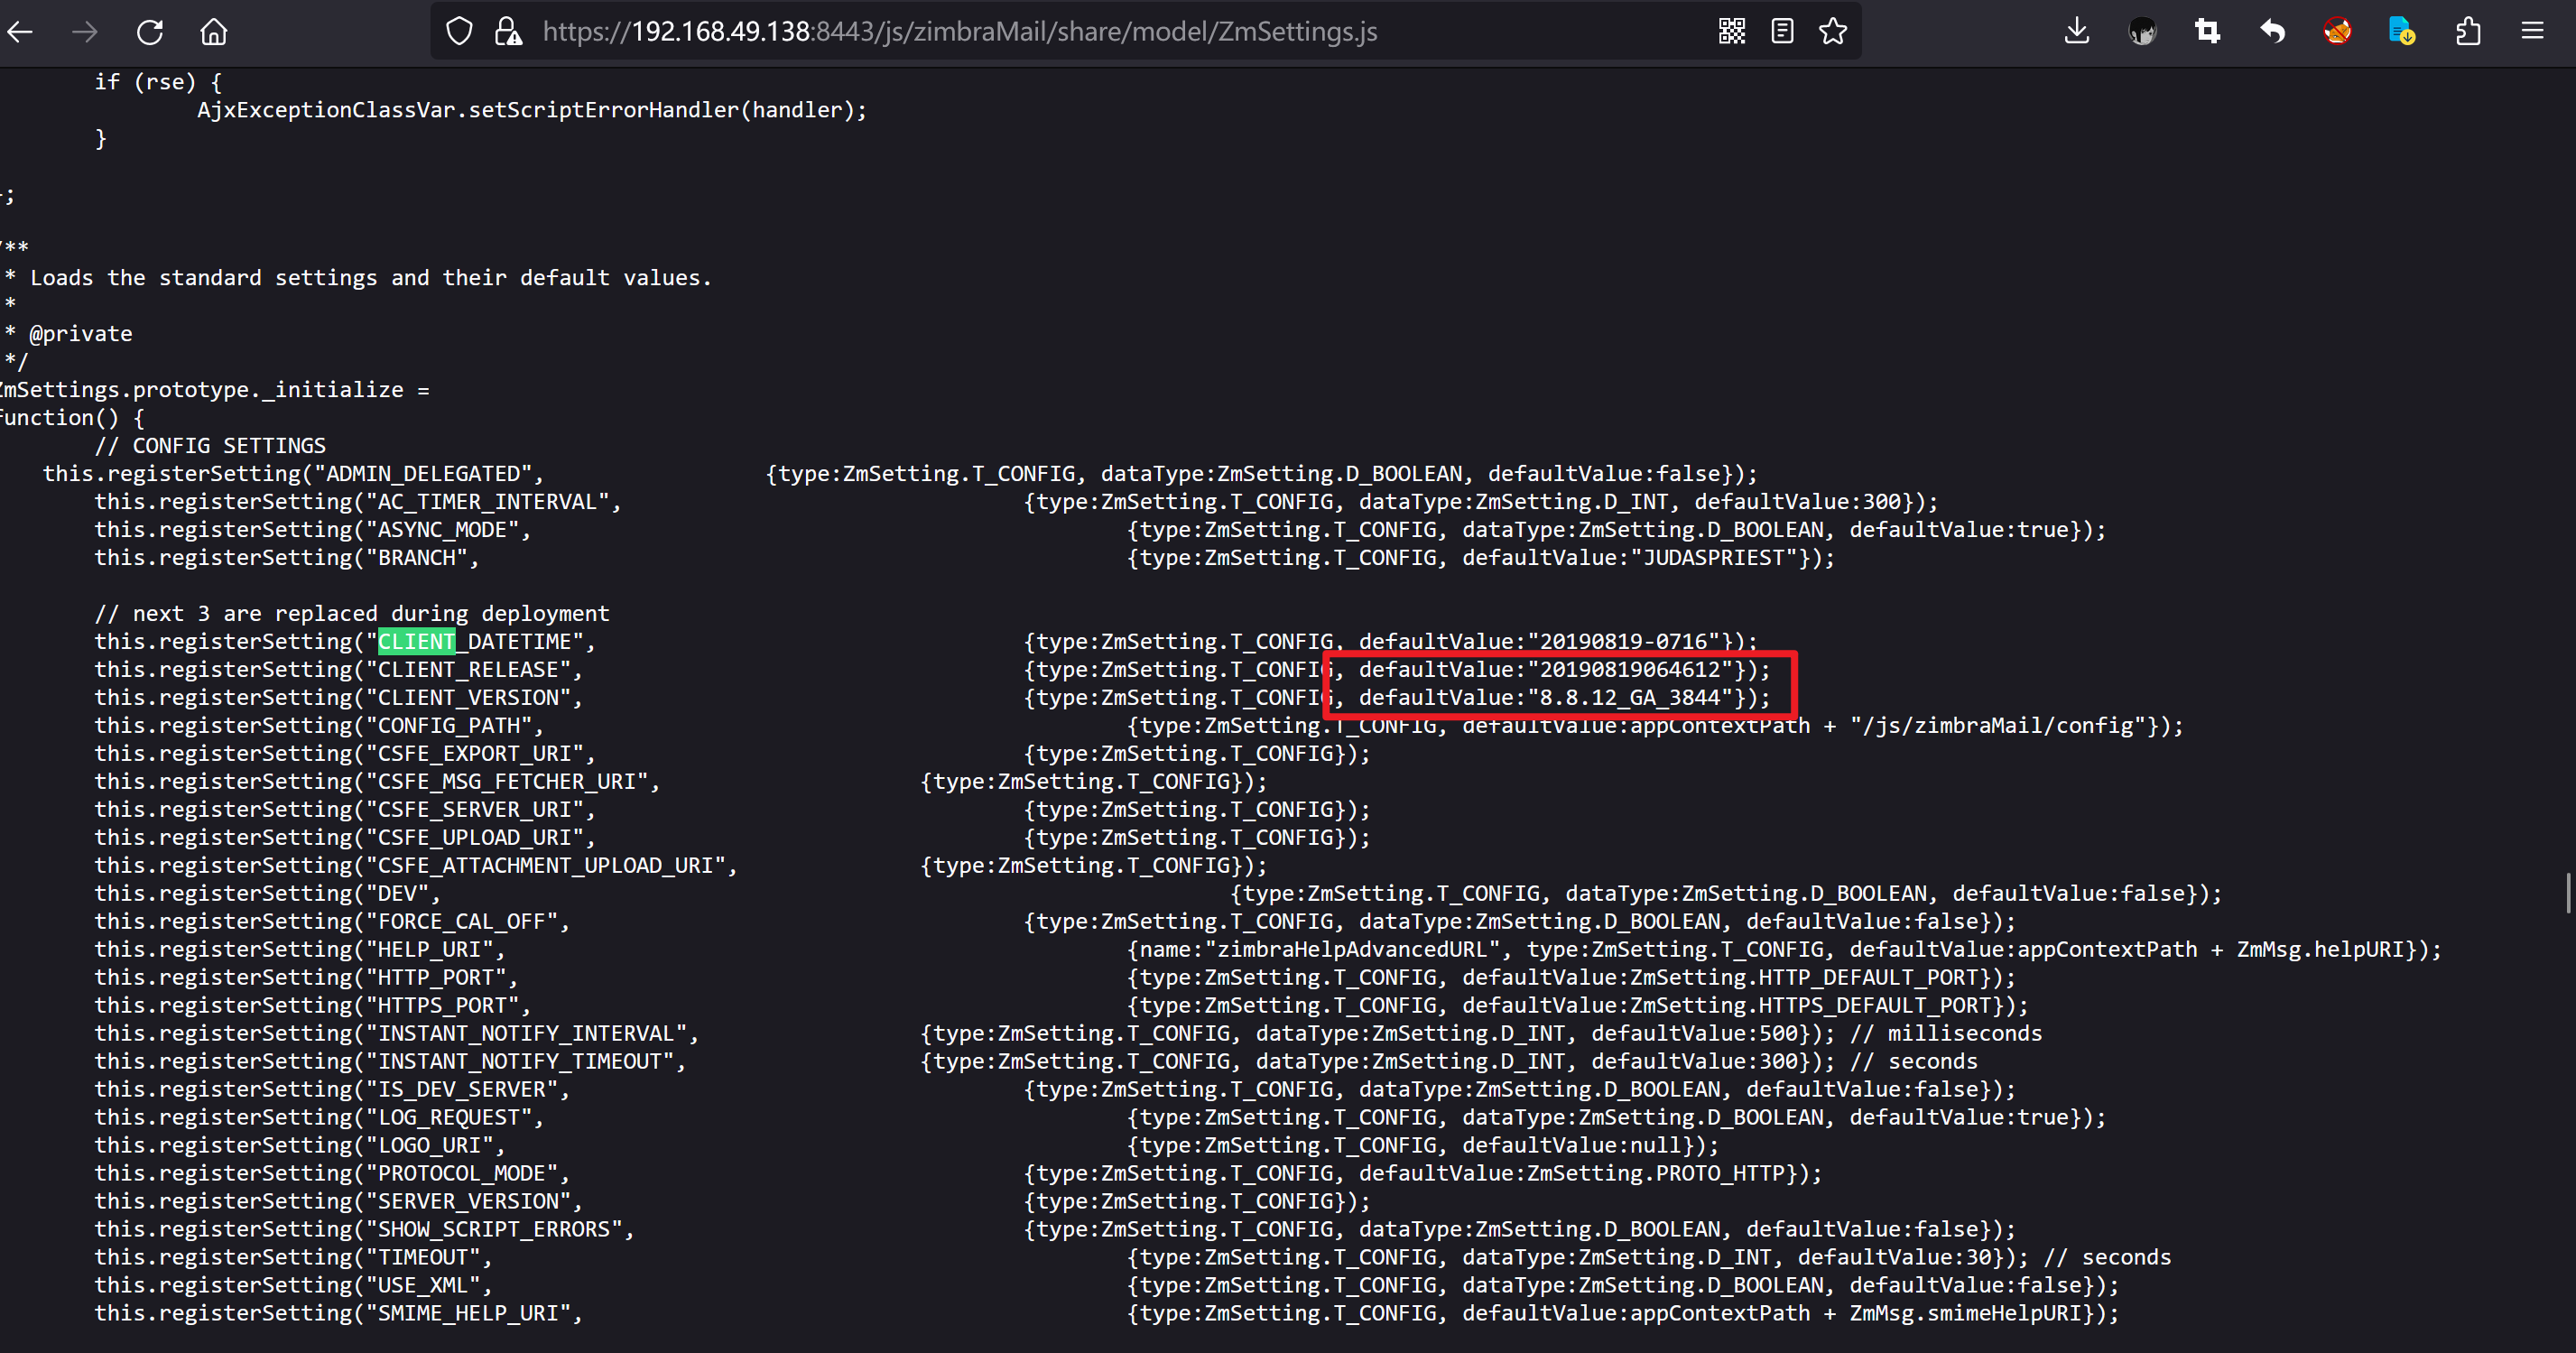 https://192.168.49.138:8443/js/zimbraMail/share/model/ZmSettings.js
if (rse) {
AjxExceptionClassVar.setScriptErrorHandler(handler);
}
};
/**
* Loads the standard settings and their default values.
*
* @private
*/
ZmSettings.prototype._initialize =
function() {
// CONFIG SETTINGS
this.registerSetting("ADMIN_DELEGATED", {type:ZmSetting.T_CONFIG, dataType:ZmSetting.D_BOOLEAN, defaultValue:false});
this.registerSetting("AC_TIMER_INTERVAL", {type:ZmSetting.T_CONFIG, dataType:ZmSetting.D_INT, defaultValue:300});
this.registerSetting("ASYNC_MODE", {type:ZmSetting.T_CONFIG, dataType:ZmSetting.D_BOOLEAN, defaultValue:true});
this.registerSetting("BRANCH", {type:ZmSetting.T_CONFIG, defaultValue:"JUDASPRIEST"});
// next 3 are replaced during deployment
this.registerSetting("CLIENT_DATETIME", {type:ZmSetting.T_CONFIG, defaultValue:"20190819-0716"});
this.registerSetting("CLIENT_RELEASE", {type:ZmSetting.T_CONFIG, defaultValue:"20190819064612"});
this.registerSetting("CLIENT_VERSION", {type:ZmSetting.T_CONFIG, defaultValue:"8.8.12_GA_3844"});
this.registerSetting("CONFIG_PATH", {type:ZmSetting.T_CONFIG, defaultValue:appContextPath + "/js/zimbraMail/config"});
this.registerSetting("CSFE_EXPORT_URI", {type:ZmSetting.T_CONFIG});
this.registerSetting("CSFE_MSG_FETCHER_URI", {type:ZmSetting.T_CONFIG});
this.registerSetting("CSFE_SERVER_URI", {type:ZmSetting.T_CONFIG});
this.registerSetting("CSFE_UPLOAD_URI", {type:ZmSetting.T_CONFIG});
this.registerSetting("CSFE_ATTACHMENT_UPLOAD_URI", {type:ZmSetting.T_CONFIG});
this.registerSetting("DEV", {type:ZmSetting.T_CONFIG, dataType:ZmSetting.D_BOOLEAN, defaultValue:false});
this.registerSetting("FORCE_CAL_OFF", {type:ZmSetting.T_CONFIG, dataType:ZmSetting.D_BOOLEAN, defaultValue:false});
this.registerSetting("HELP_URI", {name:"zimbraHelpAdvancedURL", type:ZmSetting.T_CONFIG, defaultValue:appContextPath + ZmMsg.helpURI});
this.registerSetting("HTTP_PORT", {type:ZmSetting.T_CONFIG, defaultValue:ZmSetting.HTTP_DEFAULT_PORT});
this.registerSetting("HTTPS_PORT", {type:ZmSetting.T_CONFIG, defaultValue:ZmSetting.HTTPS_DEFAULT_PORT});
this.registerSetting("INSTANT_NOTIFY_INTERVAL", {type:ZmSetting.T_CONFIG, dataType:ZmSetting.D_INT, defaultValue:500}); // milliseconds
this.registerSetting("INSTANT_NOTIFY_TIMEOUT", {type:ZmSetting.T_CONFIG, dataType:ZmSetting.D_INT, defaultValue:300}); // seconds
this.registerSetting("IS_DEV_SERVER", {type:ZmSetting.T_CONFIG, dataType:ZmSetting.D_BOOLEAN, defaultValue:false});
this.registerSetting("LOG_REQUEST", {type:ZmSetting.T_CONFIG, dataType:ZmSetting.D_BOOLEAN, defaultValue:true});
this.registerSetting("LOGO_URI", {type:ZmSetting.T_CONFIG, defaultValue:null});
this.registerSetting("PROTOCOL_MODE", {type:ZmSetting.T_CONFIG, defaultValue:ZmSetting.PROTO_HTTP});
this.registerSetting("SERVER_VERSION", {type:ZmSetting.T_CONFIG});
this.registerSetting("SHOW_SCRIPT_ERRORS", {type:ZmSetting.T_CONFIG, dataType:ZmSetting.D_BOOLEAN, defaultValue:false});
this.registerSetting("TIMEOUT", {type:ZmSetting.T_CONFIG, dataType:ZmSetting.D_INT, defaultValue:30}); // seconds
this.registerSetting("USE_XML", {type:ZmSetting.T_CONFIG, dataType:ZmSetting.D_BOOLEAN, defaultValue:false});
this.registerSetting("SMIME_HELP_URI", {type:ZmSetting.T_CONFIG, defaultValue:appContextPath + ZmMsg.smimeHelpURI});